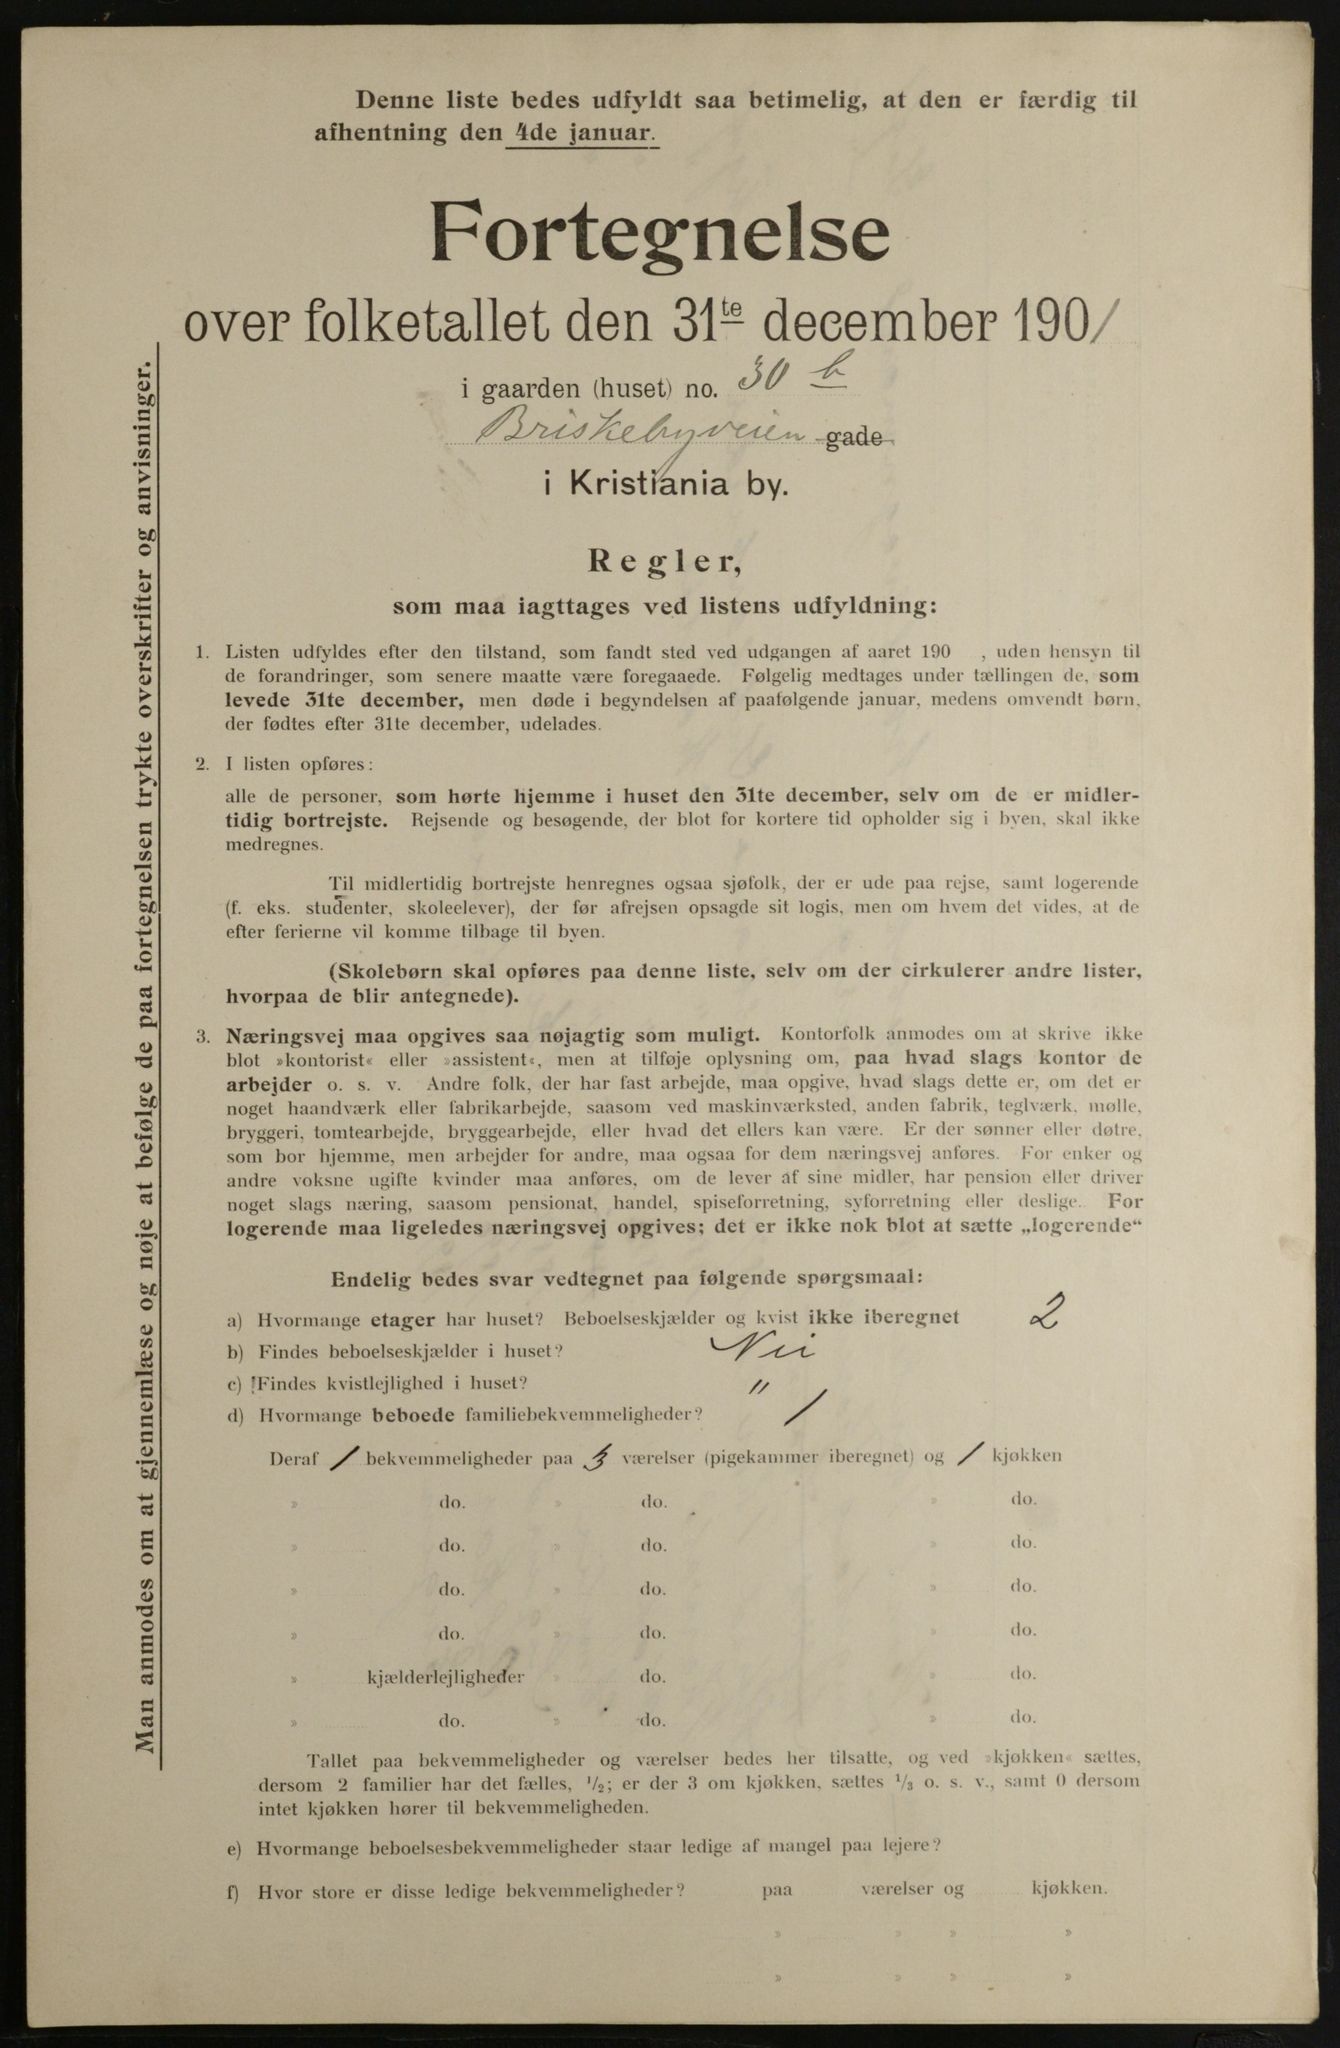 Denne liste bedes udfyldt saa betimelig, at den er færdig til
afhentning den 4de januar.
Fortegnelse
over folketallet den 31te december 1901
i gaarden (huset) no. 30 b
Briskebyveien gade
i Kristiania by.
Regler,
som maa iagttages ved listens udfyldning:
1. Listen udfyldes efter den tilstand, som fandt sted ved udgangen af aaret 190 , uden hensyn til
de forandringer, som senere maatte være foregaaede. Følgelig medtages under tællingen de, som
levede 31te december, men døde i begyndelsen af paafølgende januar, medens omvendt børn,
der fødtes efter 31te december, udelades.
2. I listen opføres:
alle de personer, som hørte hjemme i huset den 31te december, selv om de er midler-
tidig bortrejste. Rejsende og besøgende, der blot for kortere tid opholder sig i byen, skal ikke
medregnes.
Til midlertidig bortrejste henregnes ogsaa sjøfolk, der er ude paa rejse, samt logerende
(f. eks. studenter, skoleelever), der før afrejsen opsagde sit logis, men om hvem det vides, at de
efter ferierne vil komme tilbage til byen.
(Skolebørn skal opføres paa denne liste, selv om der cirkulerer andre lister,
hvorpaa de blir antegnede).
3. Næringsvej maa opgives saa nøjagtig som muligt. Kontorfolk anmodes om at skrive ikke
blot »kontorist« eller »assistent«, men at tilføje oplysning om, paa hvad slags kontor de
arbejder o. s. v. Andre folk, der har fast arbejde, maa opgive, hvad slags dette er, om det er
noget haandværk eller fabrikarbejde, saasom ved maskinværksted, anden fabrik, teglværk, mølle,
bryggeri, tomtearbejde, bryggearbejde, eller hvad det ellers kan være. Er der sønner eller døtre,
som bor hjemme, men arbejder for andre, maa ogsaa for dem næringsvej anføres. For enker og
andre voksne ugifte kvinder maa anføres, om de lever af sine midler, har pension eller driver
noget slags næring, saasom pensionat, handel, spiseforretning, syforretning eller deslige. For
logerende maa ligeledes næringsvej opgives; det er ikke nok blot at sætte „logerende“
Endelig bedes svar vedtegnet paa følgende spørgsmaal:
a) Hvormange etager har huset? Beboelseskjælder og kvist ikke iberegnet 2
b) Findes beboelseskjælder i huset? Nei
c) Findes kvistlejlighed i huset? "
d) Hvormange beboede familiebekvemmeligheder? 1
Deraf 1 bekvemmeligheder paa 3 værelser (pigekammer iberegnet) og 1 kjøkken
» do. » do. » do.
» do. » do. » do.
» do. » do. » do.
» do. » do. » do.
» kjælderlejligheder do. » do.
» do. » do. » do.
Tallet paa bekvemmeligheder og værelser bedes her tilsatte, og ved »kjøkken« sættes,
dersom 2 familier har det fælles, 1/2; er der 3 om kjøkken, sættes 1/3 o. s. v., samt 0 dersom
intet kjøkken hører til bekvemmeligheden.
e) Hvormange beboelsesbekvemmeligheder staar ledige af mangel paa lejere?
f) Hvor store er disse ledige bekvemmeligheder? paa værelser og kjøkken.
» » » »
» » » »
Man anmodes om at gjennemlæse og nøje at befølge de paa fortegnelsen trykte overskrifter og anvisninger.